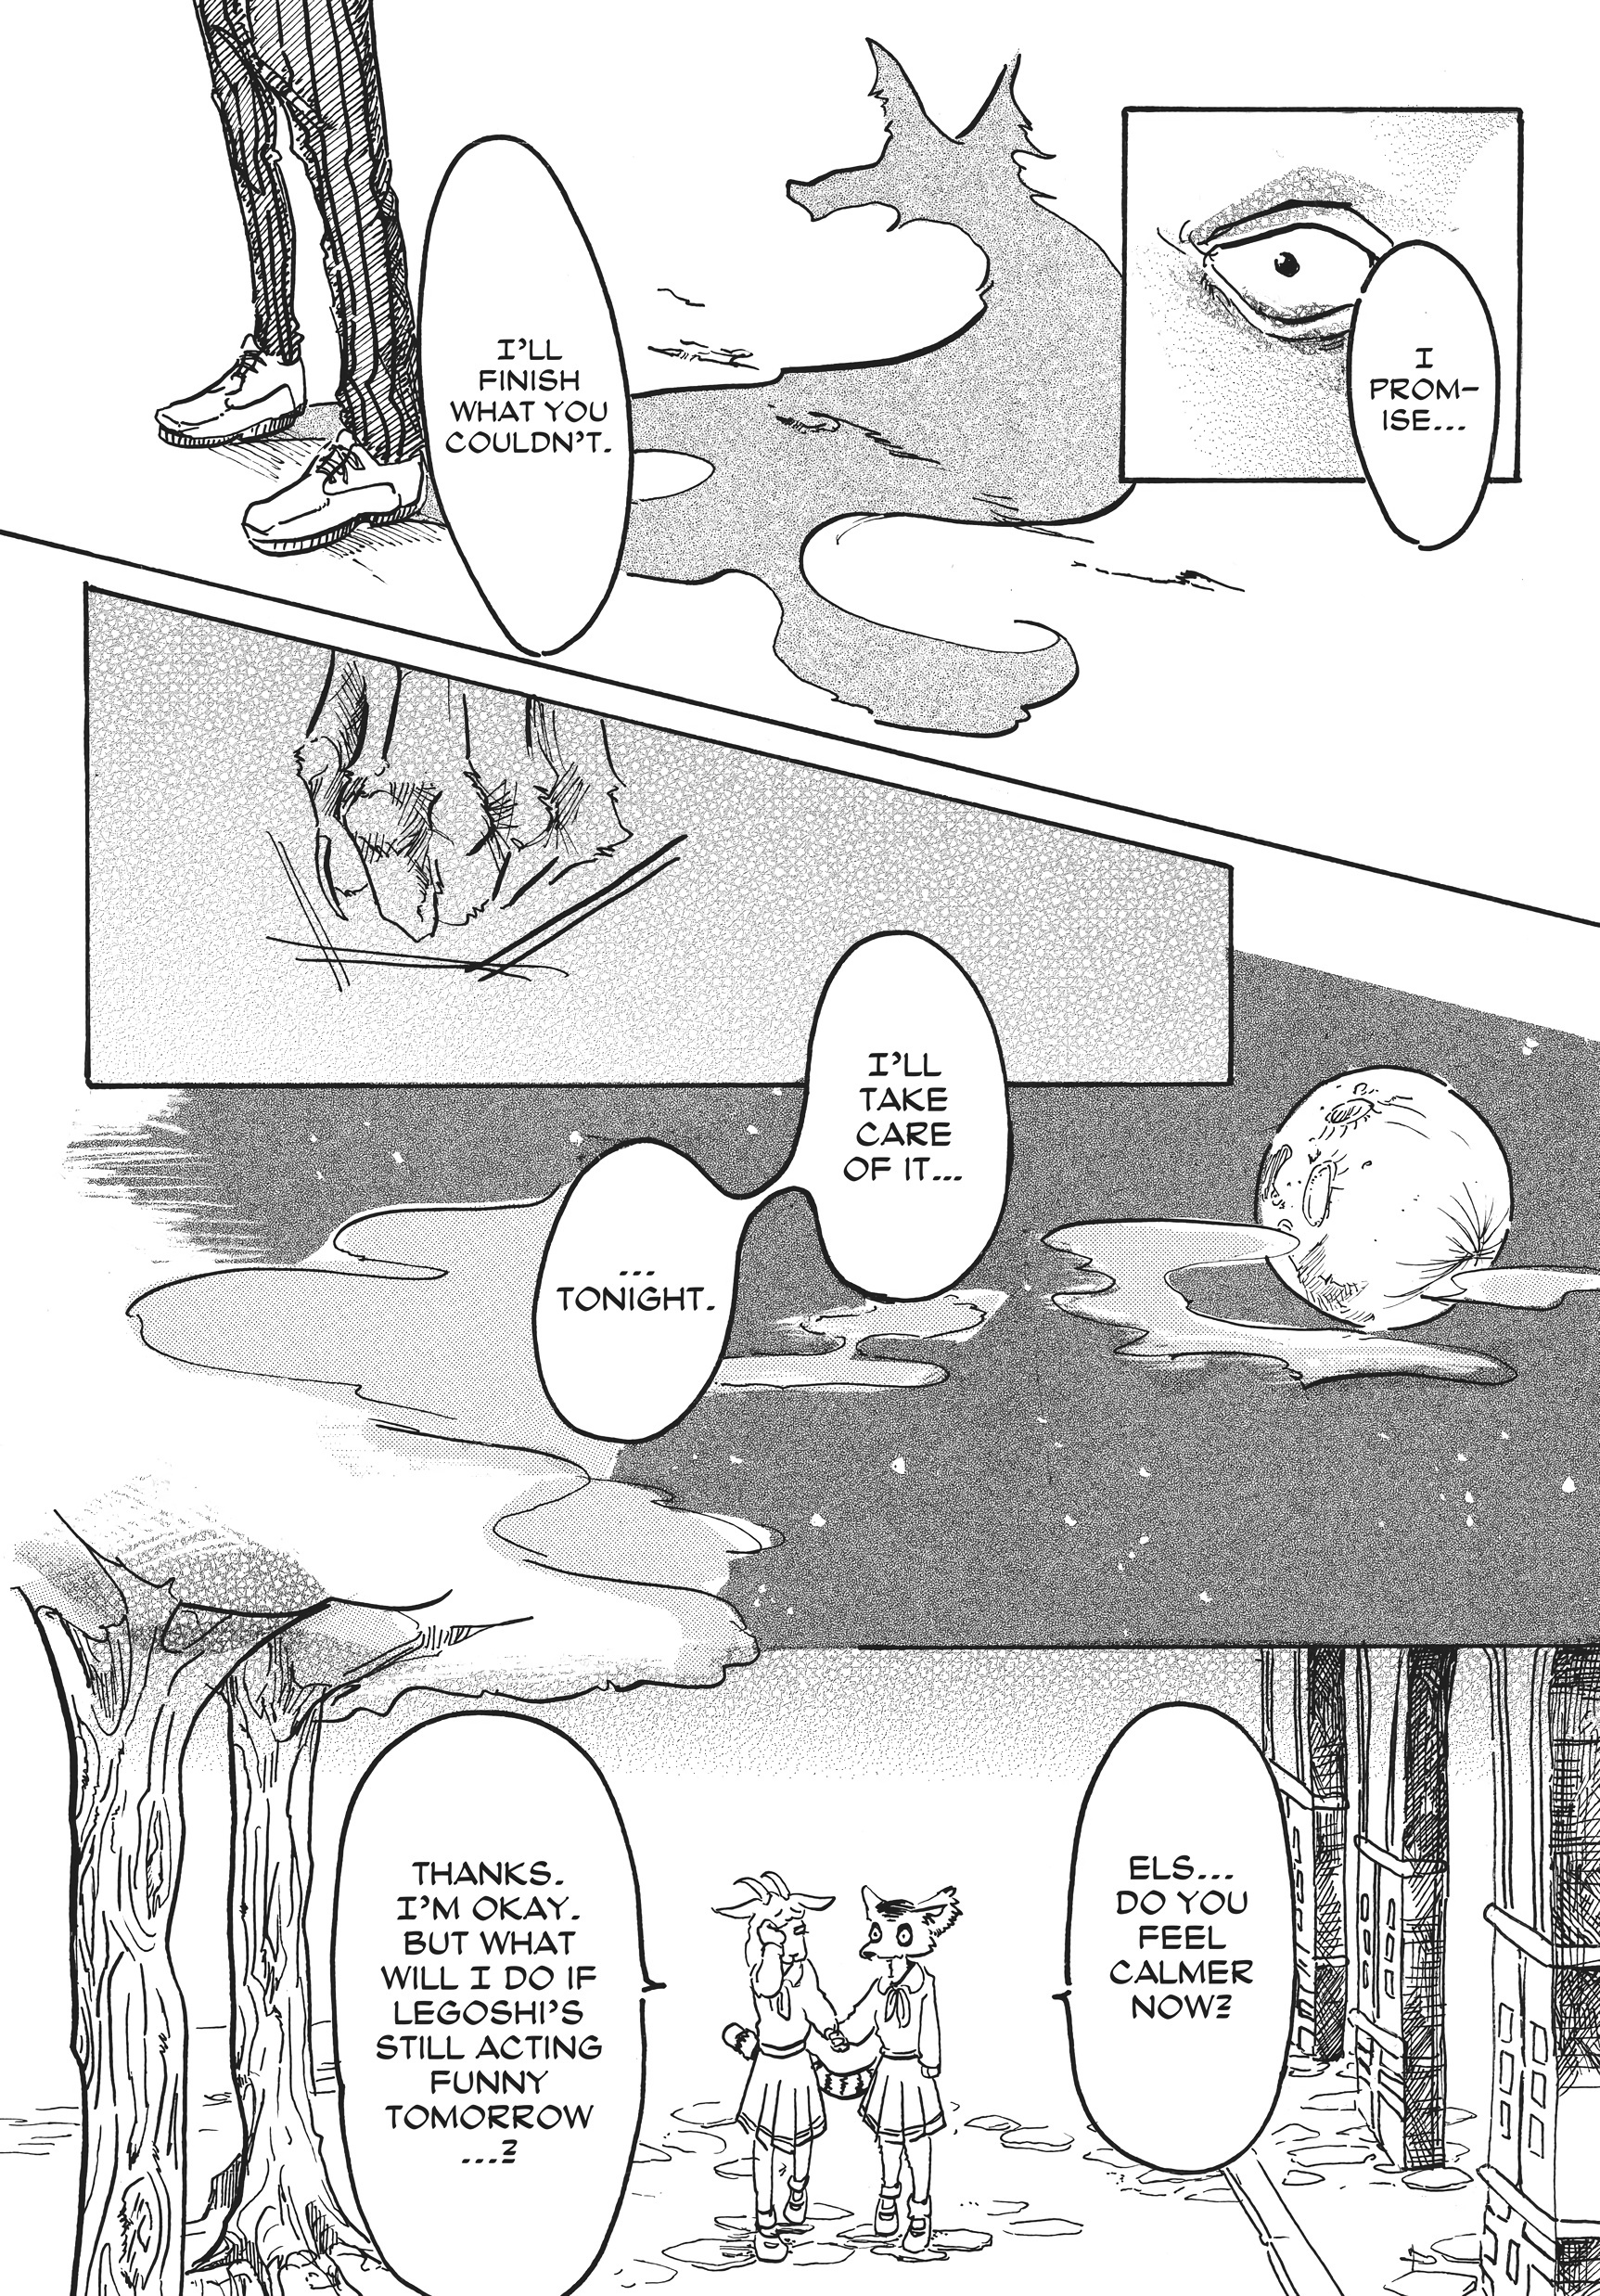 I
PROM-
ISE...
I'LL
FINISH
WHAT YOU
COULDN'T.
I'LL
TAKE
CARE
OF IT...
...
TONIGHT.
ELS...
DO YOU
FEEL
CALMER
NOW?
THANKS.
I'M OKAY.
BUT WHAT
WILL I DO IF
LEGOSHI'S
STILL ACTING
FUNNY
TOMORROW
...?